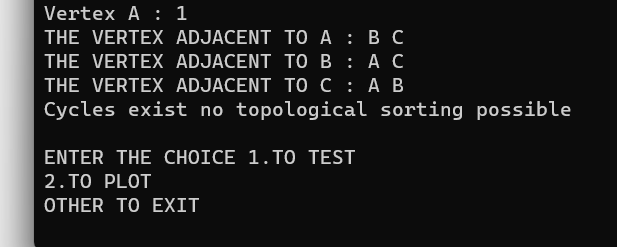 Vertex A : 1
THE VERTEX ADJACENT TO A : B C
THE VERTEX ADJACENT TO B : A C
THE VERTEX ADJACENT TO C : A B
Cycles exist no topological sorting possible
ENTER THE CHOICE 1.TO TEST
2.TO PLOT
OTHER TO EXIT